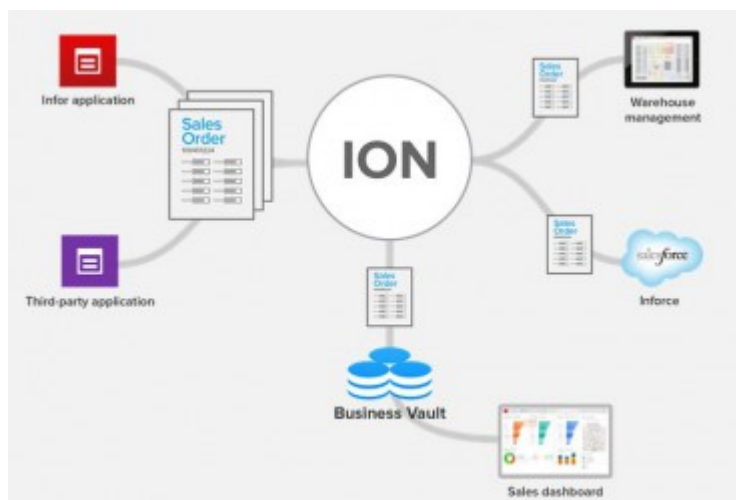 Infor application
Sales
Order
ION
Sales
Order
Warehouse
management
Third-party application
Sales
Order
salesforce
Inforce
Sales
Order
Business Vault
Sales dashboard